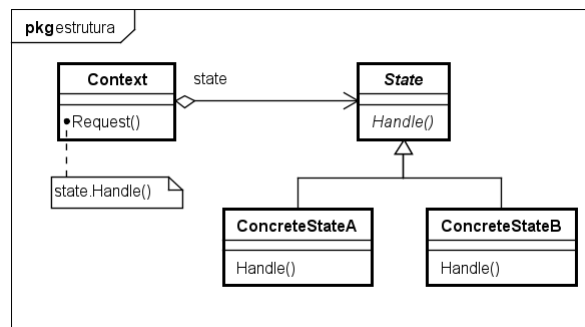 pkg estrutura
Context
state
State
Request()
Handle()
state.Handle()
ConcreteStateA
ConcreteStateB
Handle()
Handle()